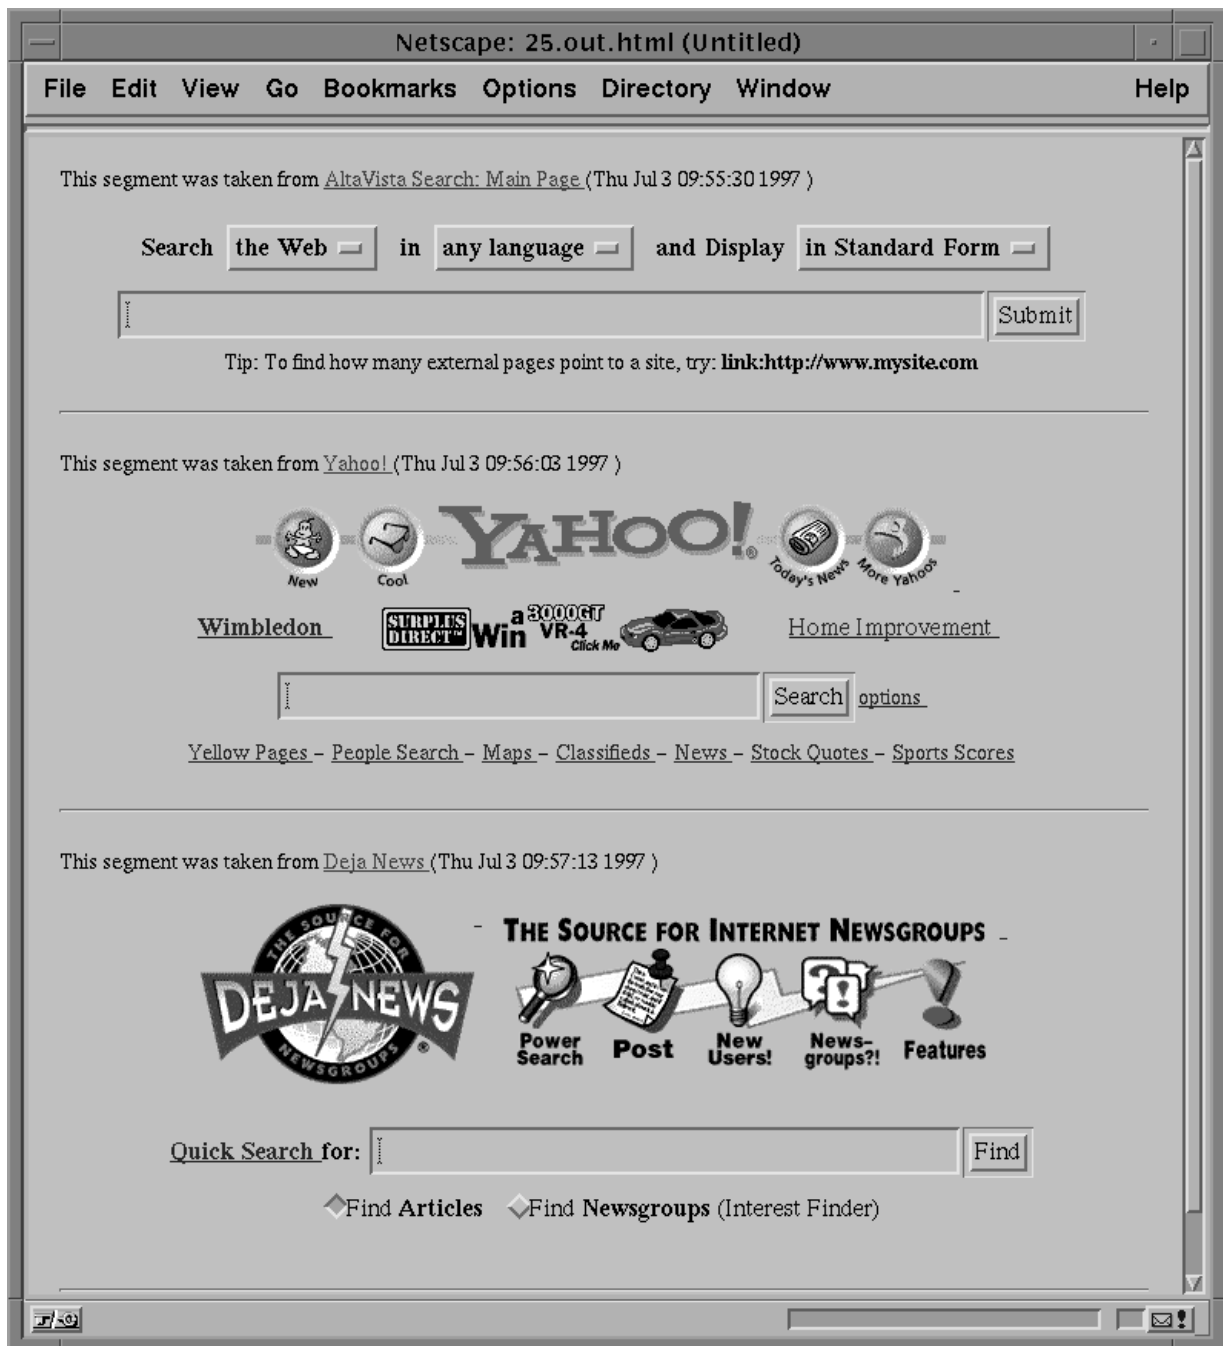 Netscape: 25.out.html (Untitled)
File Edit View Go Bookmarks Options Directory Window Help
This segment was taken from AltaVista Search: Main Page (Thu Jul 3 09:55:30 1997 )
Search the Web in any language and Display in Standard Form
Submit
Tip: To find how many external pages point to a site, try: link:http://www.mysite.com
This segment was taken from Yahoo! (Thu Jul 3 09:56:03 1997 )
New Cool YAHOO! ® Today's News More Yahoos
Wimbledon SURPLUS DIRECT™ Win a 3000GT VR-4 Click Me Home Improvement
Search options
Yellow Pages – People Search – Maps – Classifieds – News – Stock Quotes – Sports Scores
This segment was taken from Deja News (Thu Jul 3 09:57:13 1997 )
THE SOURCE FOR
DEJA NEWS
NEWSGROUPS ®
THE SOURCE FOR INTERNET NEWSGROUPS
Power Search Post New Users! News-groups?! Features
Quick Search for: Find
Find Articles Find Newsgroups (Interest Finder)